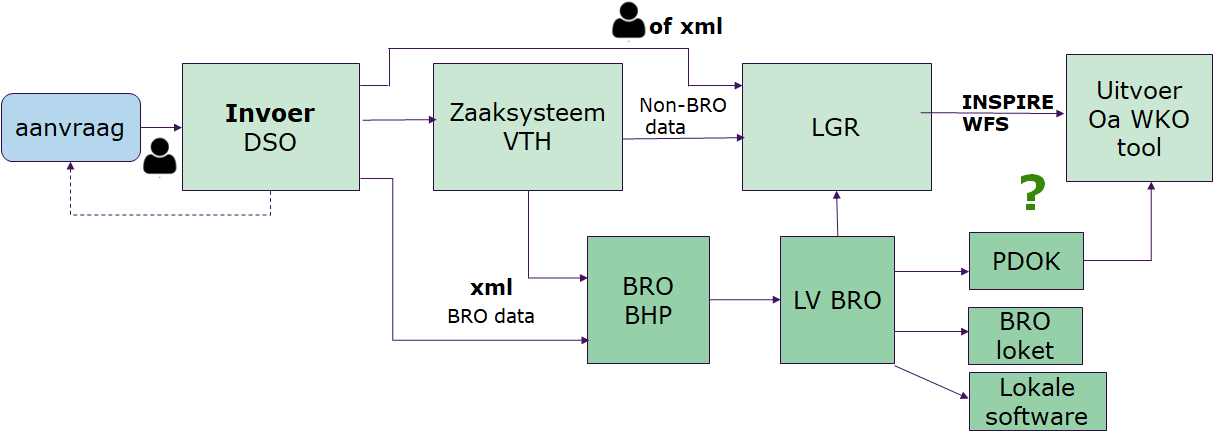 of xml
aanvraag
Invoer
DSO
Zaaksysteem
VTH
Non-BRO
data
LGR
INSPIRE
WFS
Uitvoer
Oa WKO
tool
?
xml
BRO data
BRO
BHP
LV BRO
PDOK
BRO
loket
Lokale
software